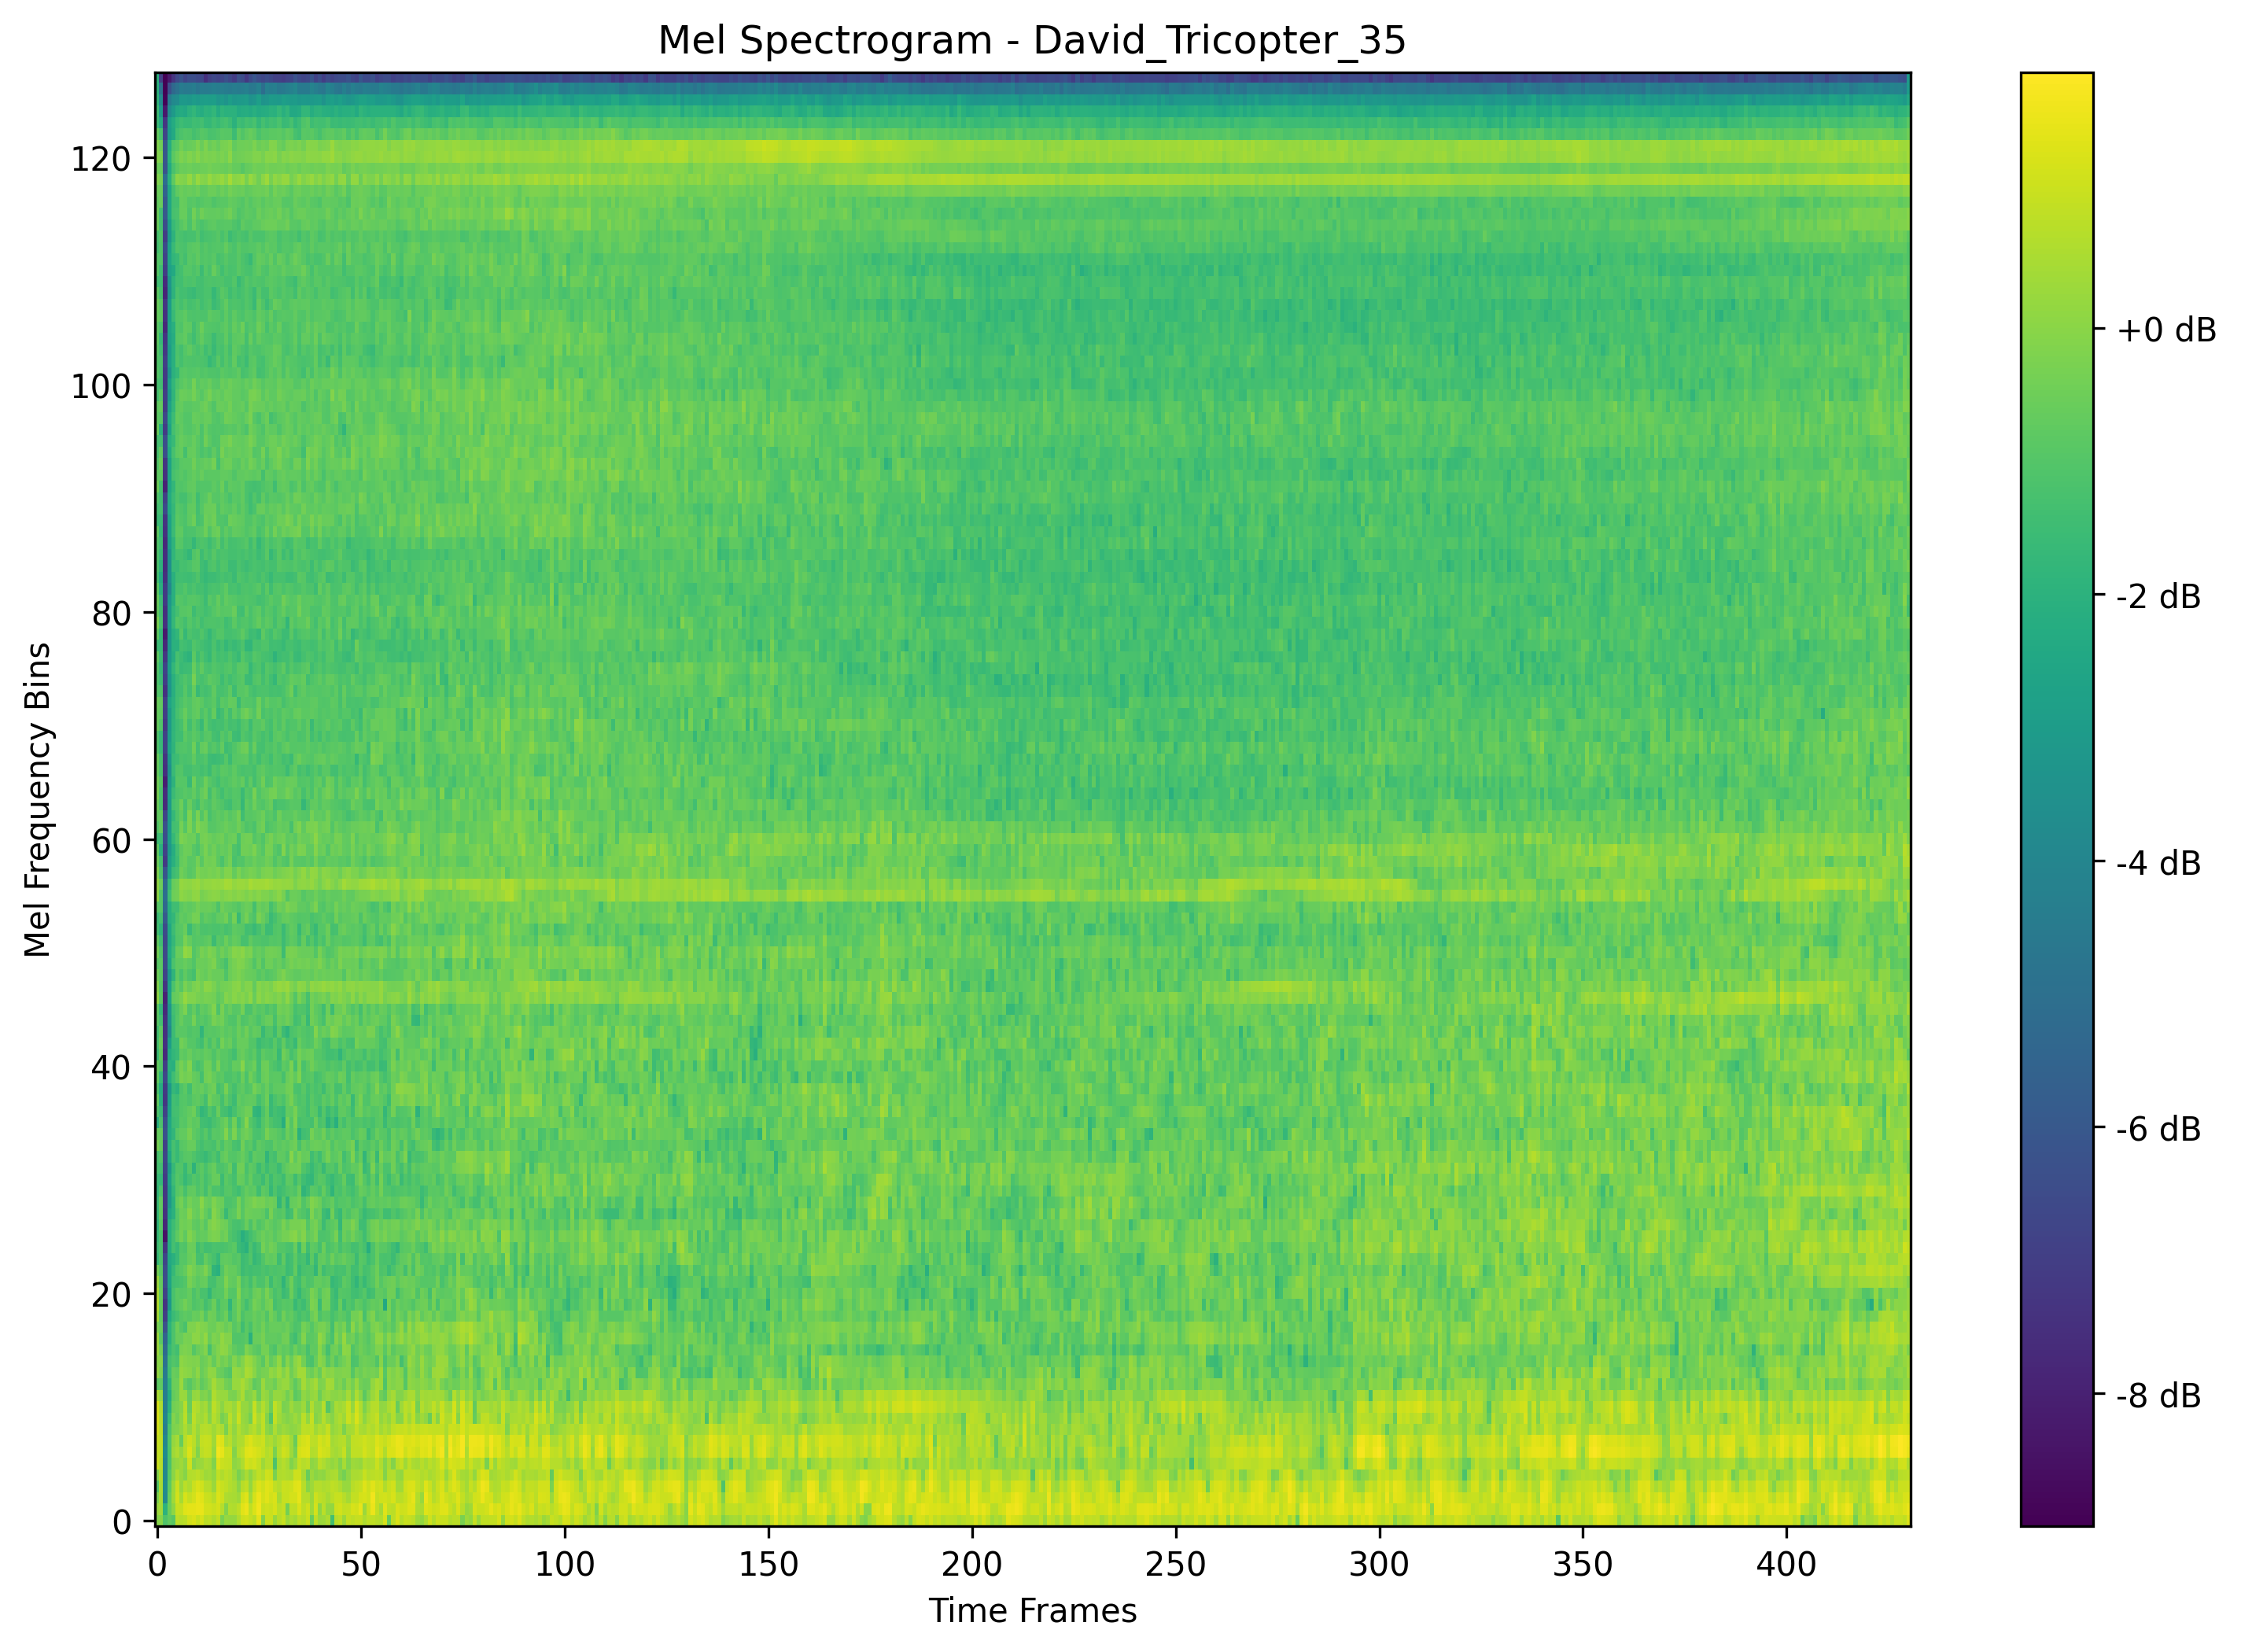 Mel Spectrogram - David_Tricopter_35
120
100
80
60
40
20
0
Mel Frequency Bins
0 50 100 150 200 250 300 350 400
Time Frames
+0 dB
-2 dB
-4 dB
-6 dB
-8 dB